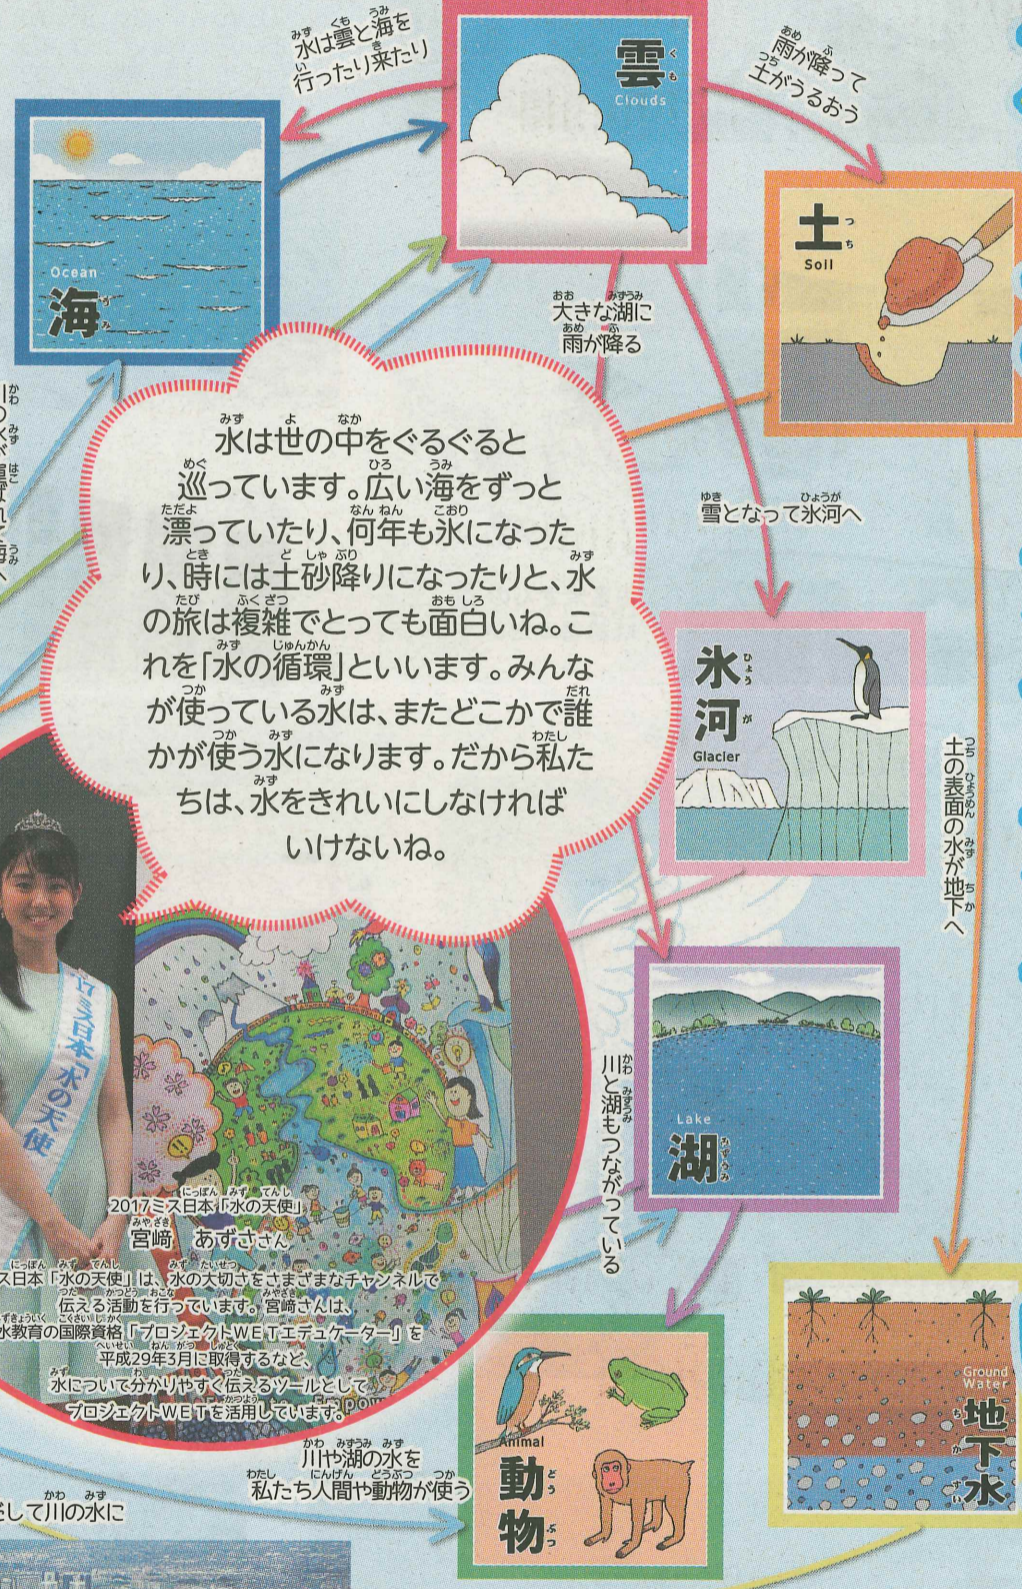 水は雲と海を
行ったり来たり
雲
Clouds
雨が降って
土がうるおう
Ocean
海
土
Soil
大きな湖に
雨が降る
水は世の中をぐるぐると
巡っています。広い海をずっと
漂っていたり、何年も氷になった
り、時には土砂降りになったりと、水
の旅は複雑でとっても面白いね。こ
れを「水の循環」といいます。みんな
が使っている水は、またどこかで誰
かが使う水になります。だから私た
ちは、水をきれいにしなければ
いけないね。
雪となって氷河へ
氷河
Glacier
土の表面の水が地下へ
Lake
湖
川と湖もつながっている
17ミス日本「水の天使
2017ミス日本「水の天使」
宮﨑 あずささん
ス日本「水の天使」は、水の大切さをさまざまなチャンネルで
伝える活動を行っています。宮﨑さんは、
水教育の国際資格「プロジェクトWETエデュケーター」を
平成29年3月に取得するなど、
水について分かりやすく伝えるツールとして
プロジェクトWETを活用しています。
川や湖の水を
私たち人間や動物が使う
Animal
動物
Ground
Water
地下水
して川の水に